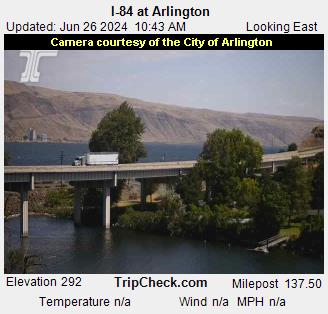 I-84 at Arlington
Updated: Jun 26 2024 10:43 AM Looking East
Camera courtesy of the City of Arlington
Elevation 292 TripCheck.com Milepost 137.50
Temperature n/a Wind n/a MPH n/a